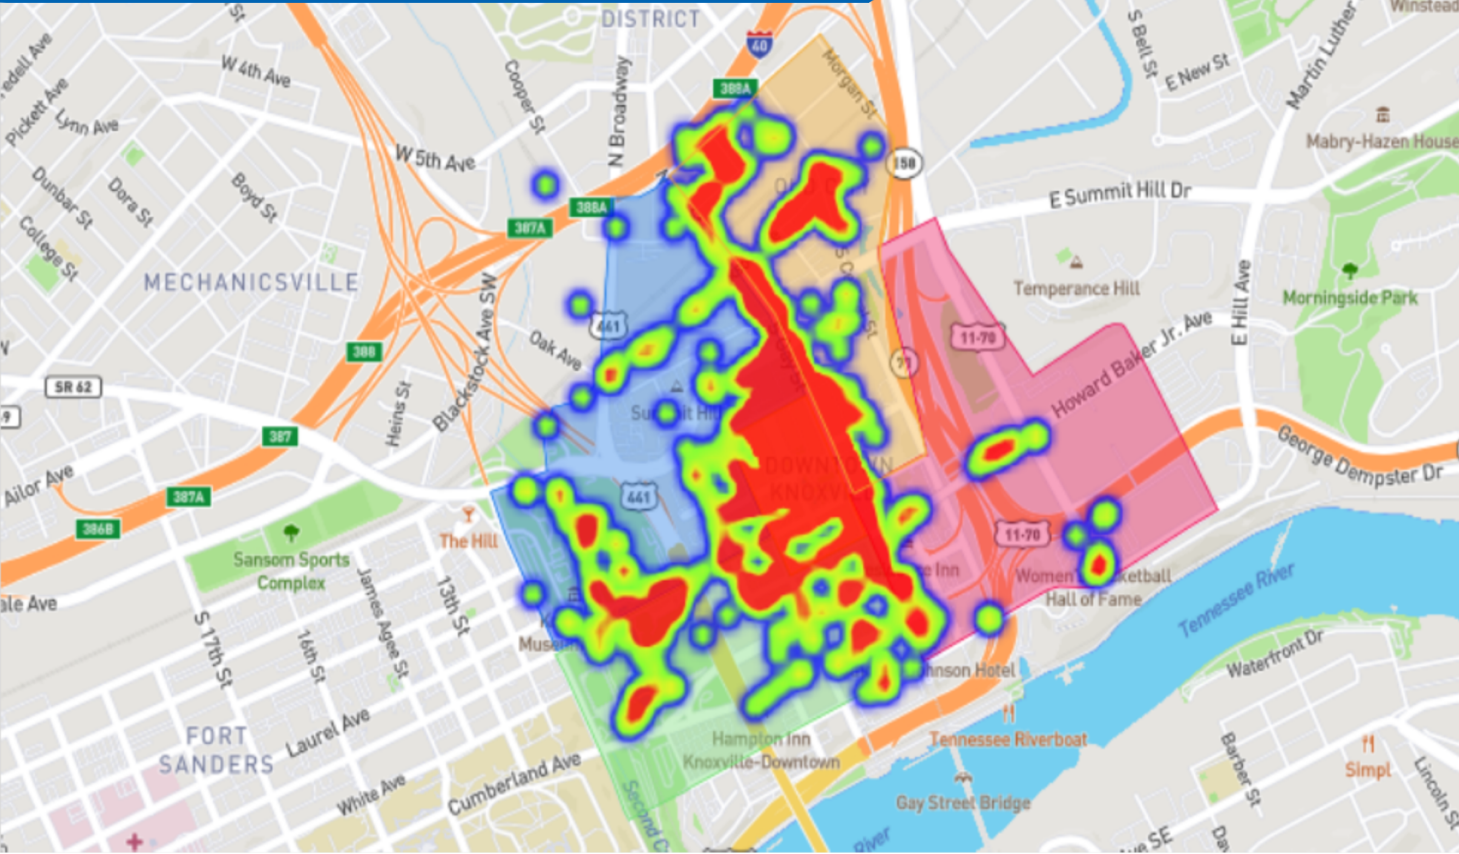 DISTRICT
40
388A
Morgan St
S Bell St
E New St
Martin Luther
Winstead
Mabry-Hazen House
W 4th Ave
Cooper St
N Broadway
Pickett Ave
Lynn Ave
W 5th Ave
158
E Summit Hill Dr
Dunbar St
Dora St
Boyd St
388A
387A
College St
MECHANICSVILLE
Temperance Hill
Morningside Park
E Hill Ave
441
11-70
Howard Baker Jr. Ave
Oak Ave
Blackstock Ave SW
388
71
SR 62
Heins St
387
DOWNTOWN
KNOXVILLE
George Dempster Dr
Ailor Ave
387A
441
386B
The Hill
11-70
Sansom Sports
Complex
Hall of Fame
Tennessee River
James Agee St
13th St
S 17th St
16th St
Waterfront Dr
FORT
SANDERS
Laurel Ave
Hampton Inn
Knoxville-Downtown
Tennessee Riverboat
Barber St
Simpl
Lincoln St
White Ave
Cumberland Ave
Gay Street Bridge
River
Ave SE